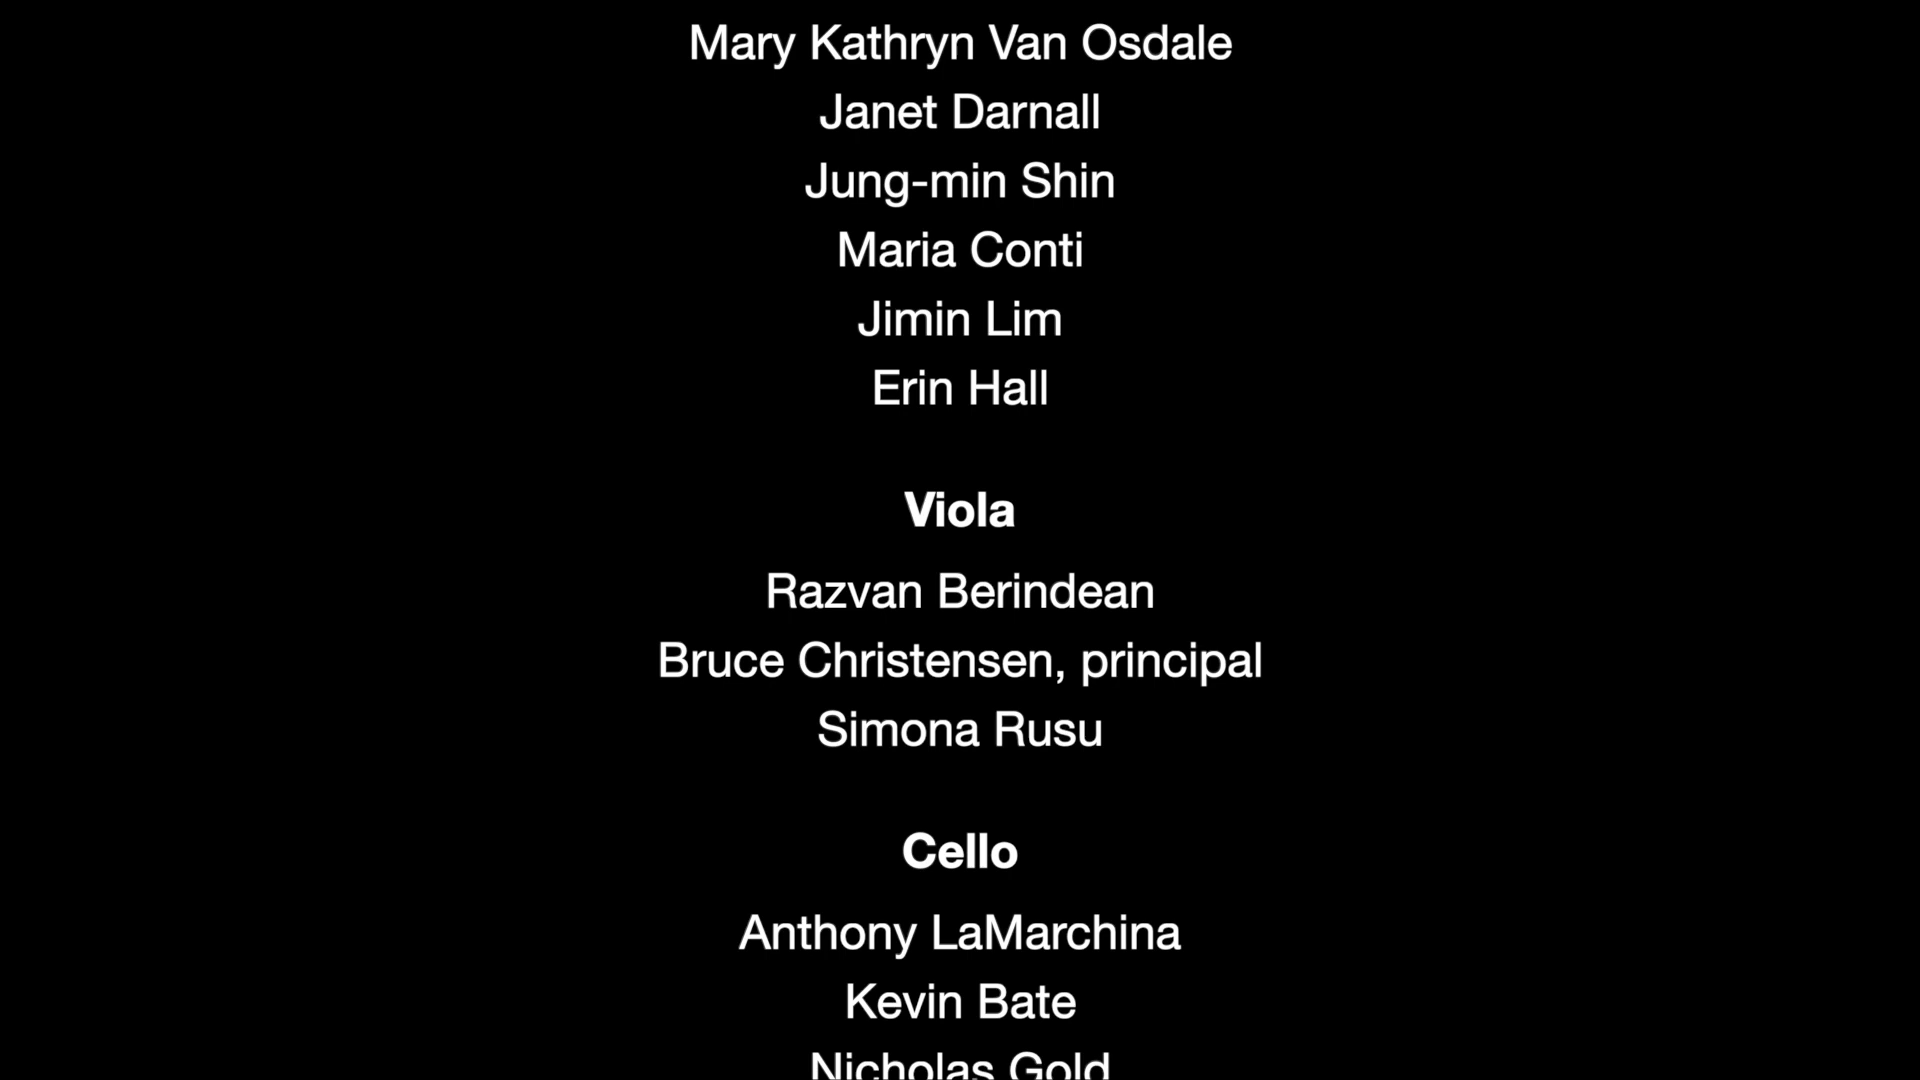 Mary Kathryn Van Osdale
Janet Darnall
Jung-min Shin
Maria Conti
Jimin Lim
Erin Hall
Viola
Razvan Berindean
Bruce Christensen, principal
Simona Rusu
Cello
Anthony LaMarchina
Kevin Bate
Nicholas Gold